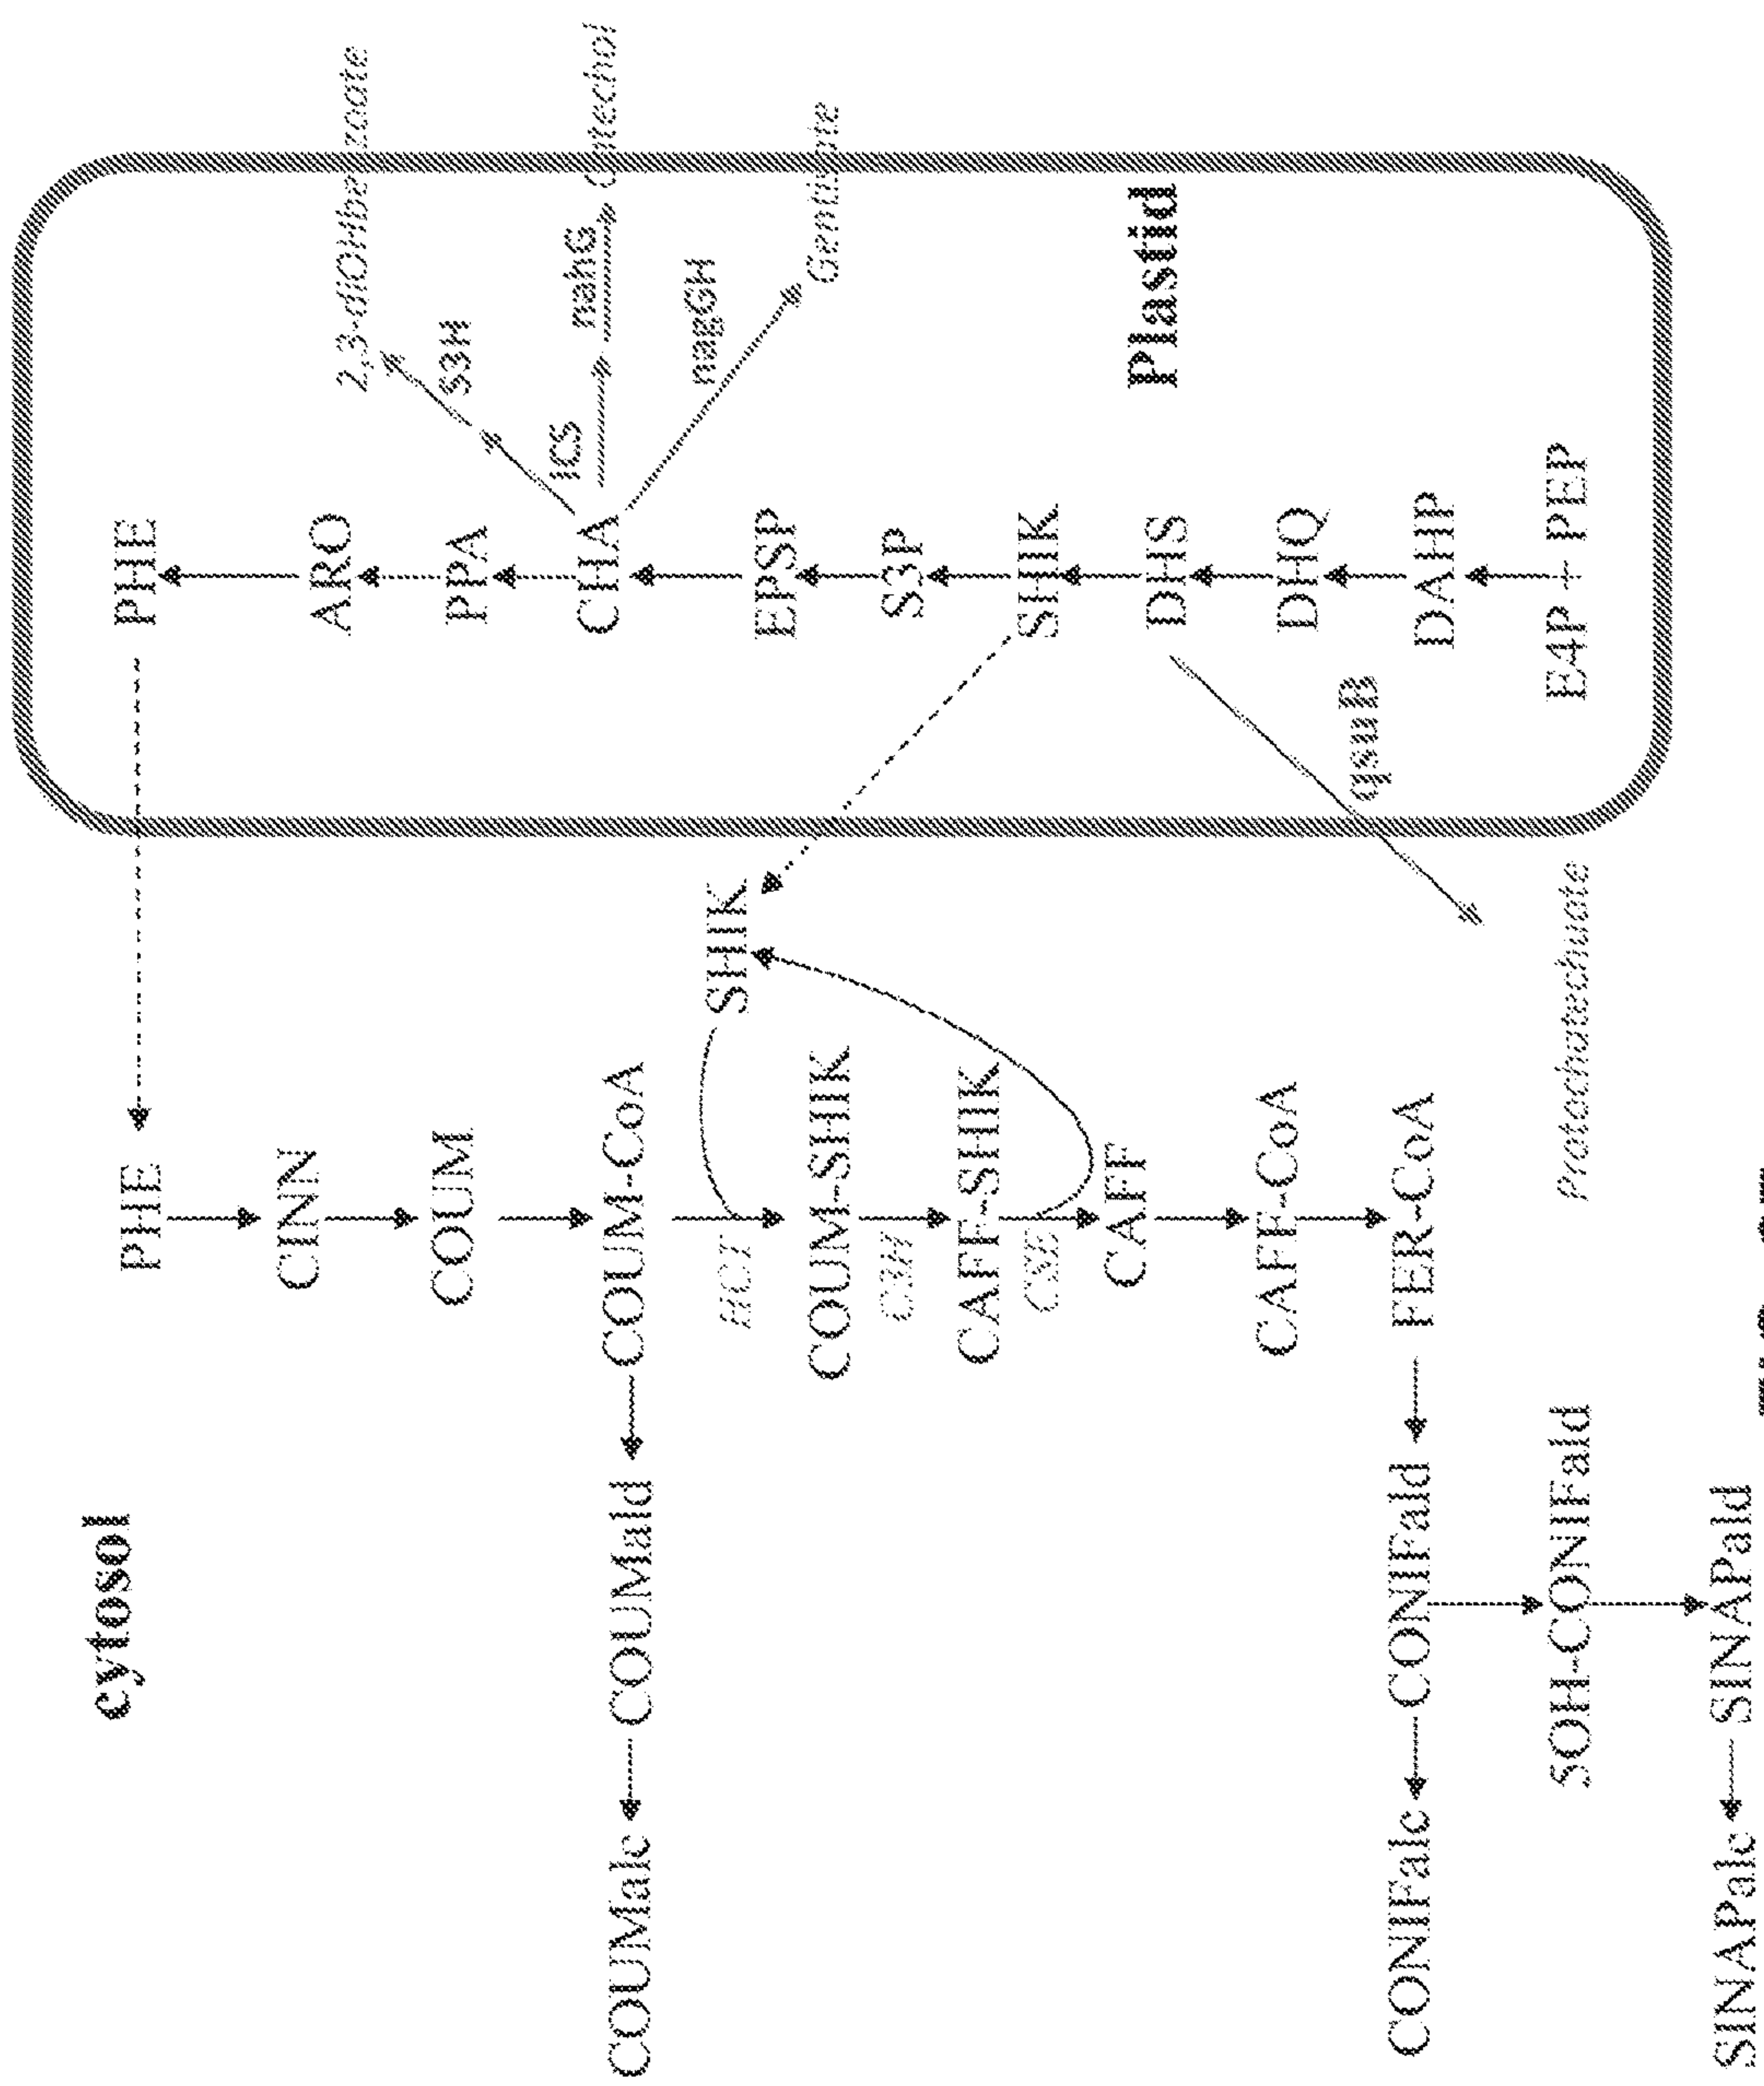 cytosol
PHE
PHE
CINN
ARO
2,3-diOHbenzoate
COUM
PPA
S3H
ICS
nahG
COUMalc
COUMald
COUM-CoA
CHA
Catechol
nagGH
HCT
SHIK
EPSP
COUM-SHIK
Gentisate
C3H
S3P
CAFF-SHIK
CSE
SHIK
CAFF
DHS
Plastid
CAFF-CoA
DHQ
qsuB
CONIFalc
CONIFald
FER-CoA
DAHP
5OH-CONIFald
Protochatechuate
E4P + PEP
SINAPalc
SINAPald